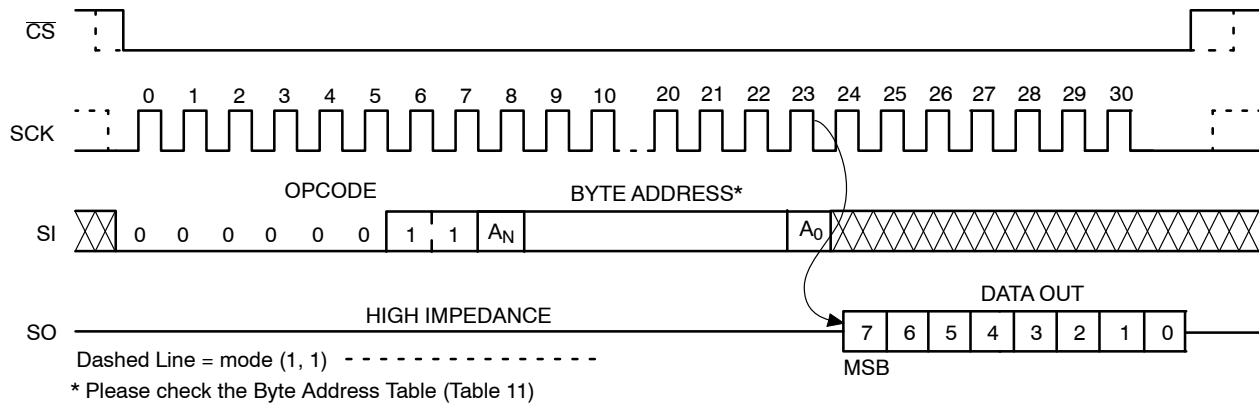 CS
0 1 2 3 4 5 6 7 8 9 10 20 21 22 23 24 25 26 27 28 29 30
SCK
OPCODE BYTE ADDRESS*
SI 0 0 0 0 0 0 1 1 AN A0
DATA OUT
HIGH IMPEDANCE
SO 7 6 5 4 3 2 1 0
Dashed Line = mode (1, 1) - - - - - - - - - - - - - -
MSB
* Please check the Byte Address Table (Table 11)